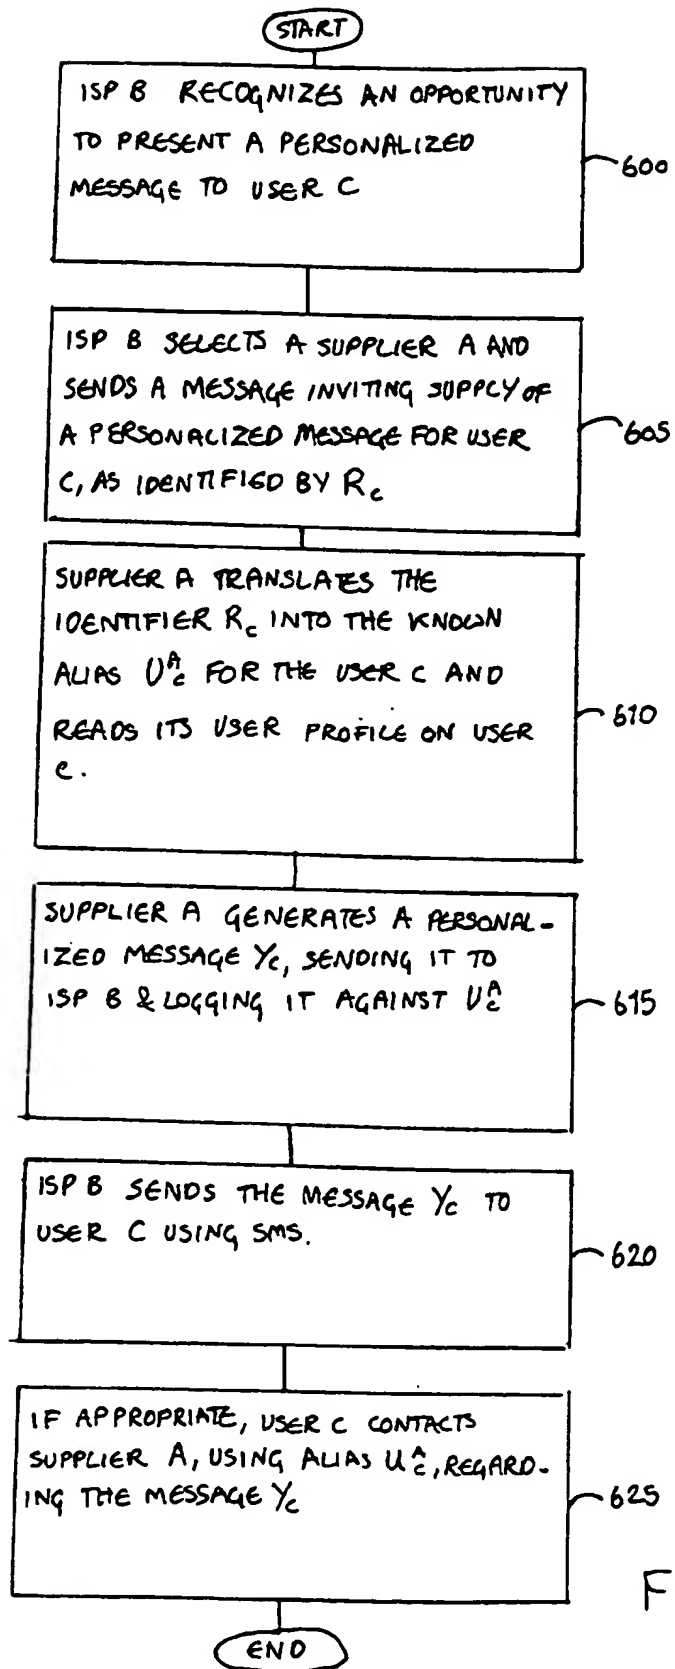 START
ISP B RECOGNIZES AN OPPORTUNITY
TO PRESENT A PERSONALIZED
MESSAGE TO USER C
600
ISP B SELECTS A SUPPLIER A AND
SENDS A MESSAGE INVITING SUPPLY OF
A PERSONALIZED MESSAGE FOR USER
C, AS IDENTIFIED BY Rc
605
SUPPLIER A TRANSLATES THE
IDENTIFIER Rc INTO THE KNOWN
ALIAS U^A_c FOR THE USER C AND
READS ITS USER PROFILE ON USER
C.
610
SUPPLIER A GENERATES A PERSONAL-
IZED MESSAGE Yc, SENDING IT TO
ISP B & LOGGING IT AGAINST U^A_c
615
ISP B SENDS THE MESSAGE Yc TO
USER C USING SMS.
620
IF APPROPRIATE, USER C CONTACTS
SUPPLIER A, USING ALIAS U^A_c, REGARD-
ING THE MESSAGE Yc
625
F
END